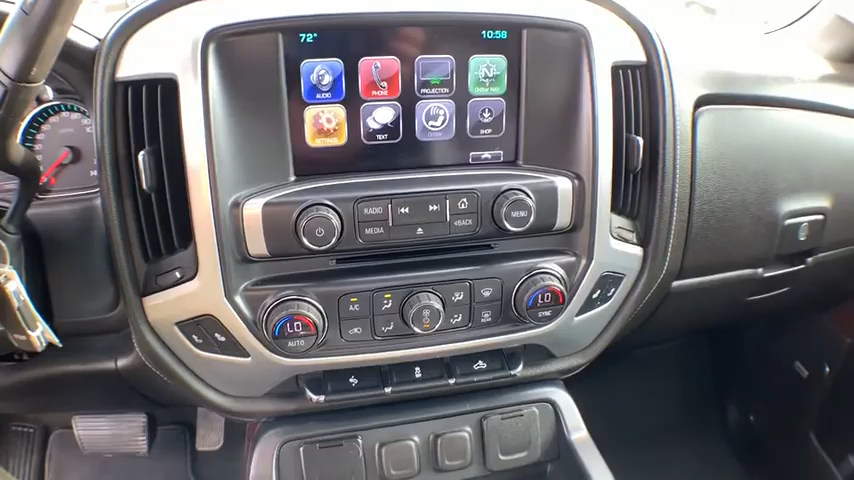 72°
10:58
AUDIO
PHONE
PROJECTION
OnStar NAV
SETTINGS
TEXT
OnStar
SHOP
RADIO
MEDIA
BACK
MENU
A/C
LO
AUTO
REAR
LO
SYNC
MPH